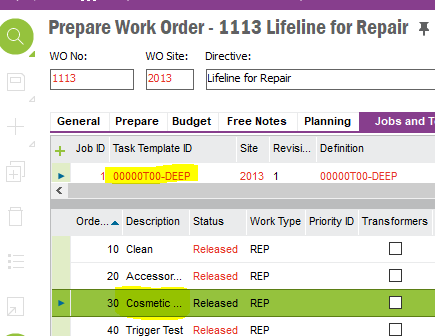 Prepare Work Order - 1113 Lifeline for Repair
WO No: WO Site: Directive:
1113 2013 Lifeline for Repair
General Prepare Budget Free Notes Planning Jobs and T
Job ID Task Template ID Site Revisi... Definition
1 00000T00-DEEP 2013 1 00000T00-DEEP
Orde... Description Status Work Type Priority ID Transformers
10 Clean Released REP
20 Accessor... Released REP
30 Cosmetic ... Released REP
40 Trigger Test Released REP